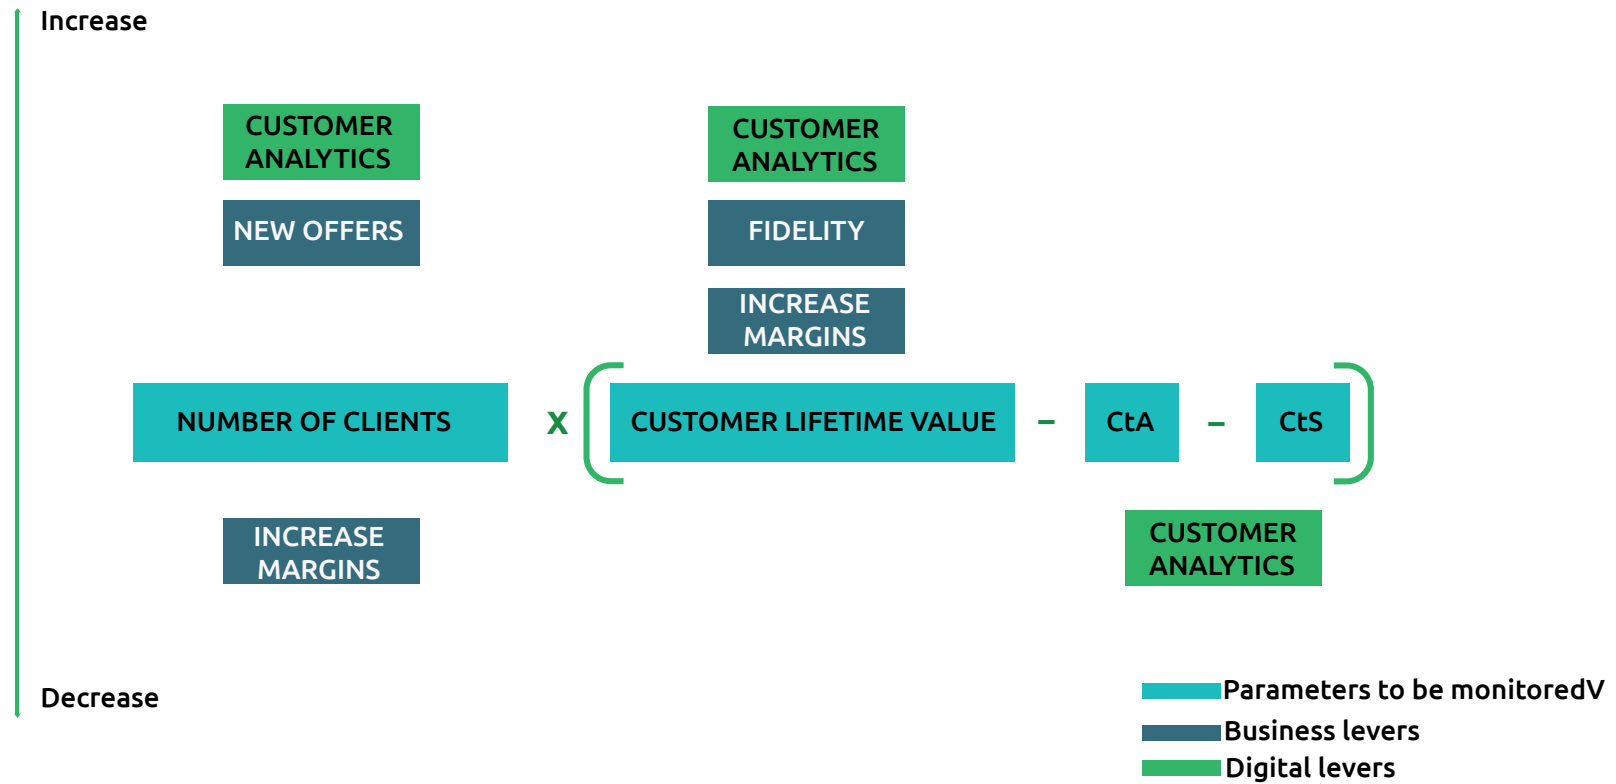 Increase
CUSTOMER
ANALYTICS
CUSTOMER
ANALYTICS
NEW OFFERS
FIDELITY
INCREASE
MARGINS
NUMBER OF CLIENTS x CUSTOMER LIFETIME VALUE – CtA – CtS
INCREASE
MARGINS
CUSTOMER
ANALYTICS
Decrease
Parameters to be monitoredV
Business levers
Digital levers